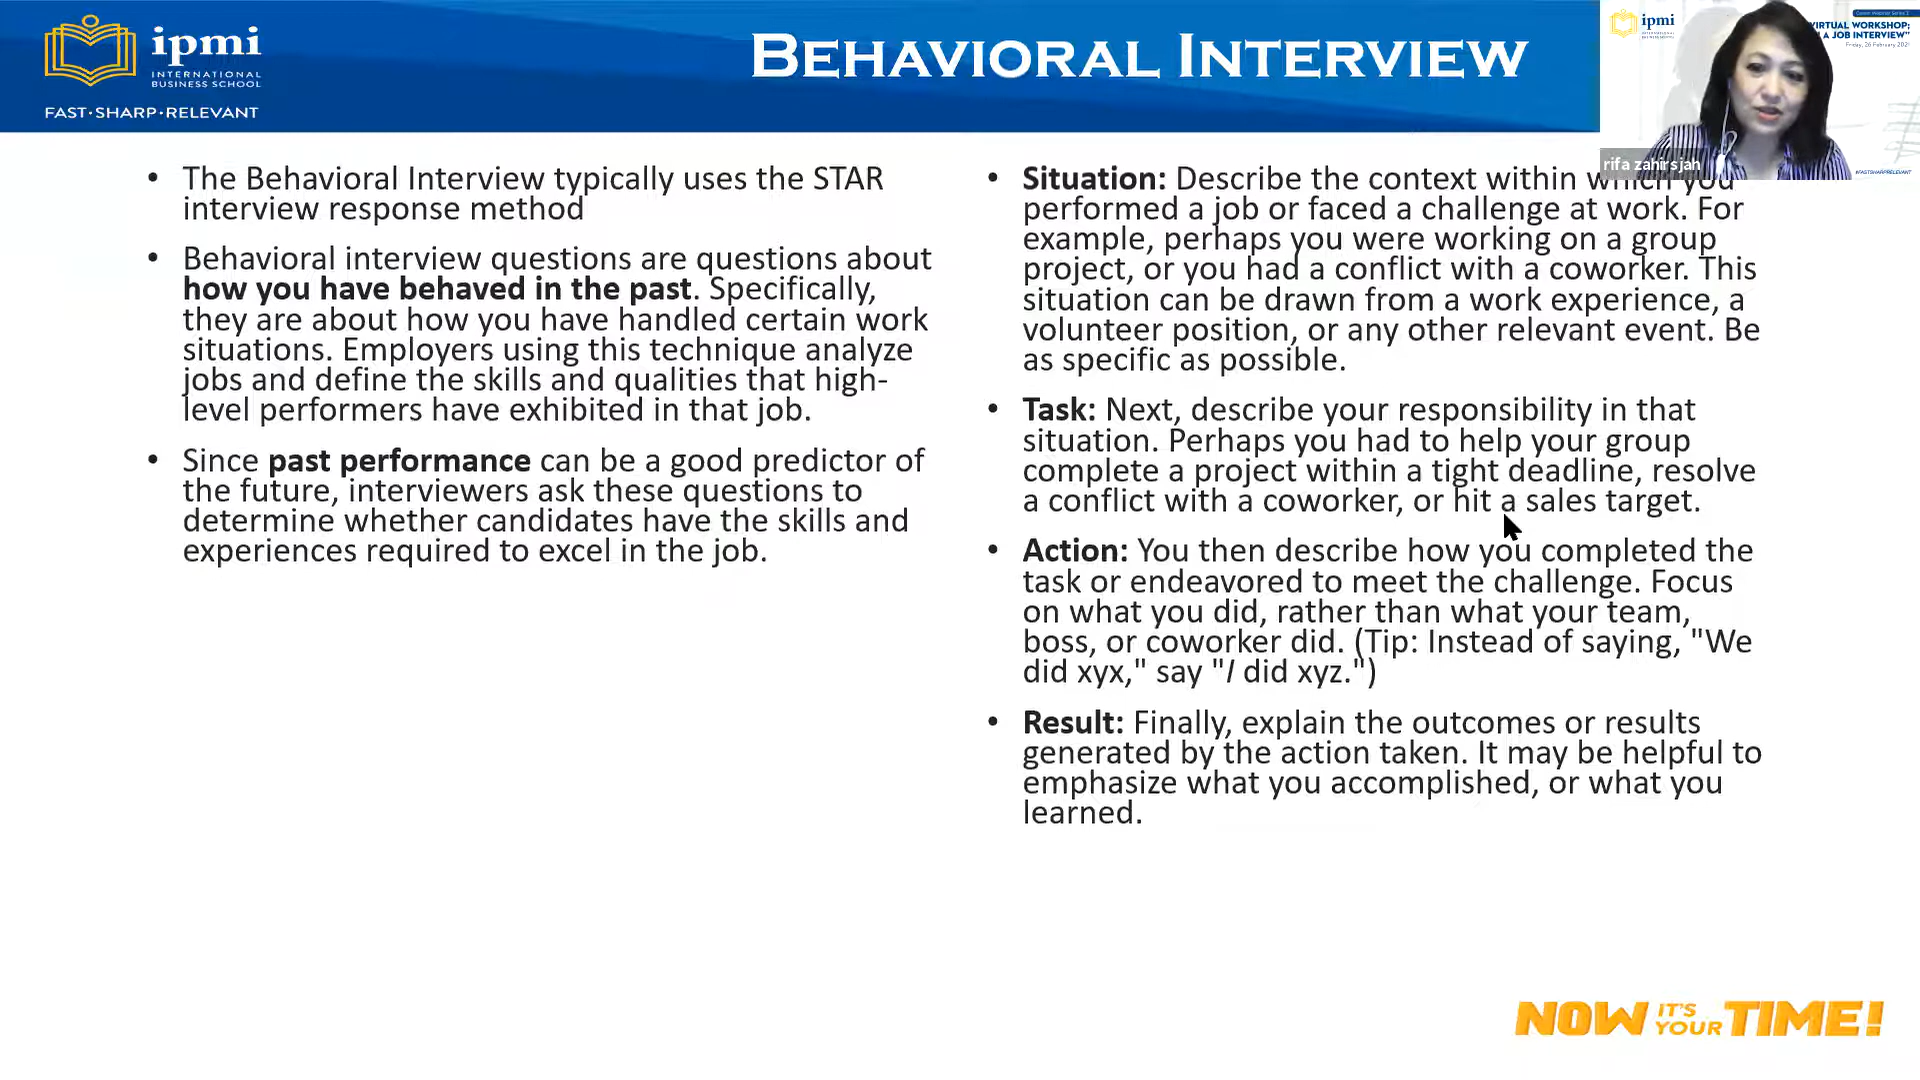 ipmi
INTERNATIONAL
BUSINESS SCHOOL
FAST·SHARP·RELEVANT
BEHAVIORAL INTERVIEW
• The Behavioral Interview typically uses the STAR
interview response method
• Behavioral interview questions are questions about
how you have behaved in the past. Specifically,
they are about how you have handled certain work
situations. Employers using this technique analyze
jobs and define the skills and qualities that high-
level performers have exhibited in that job.
• Since past performance can be a good predictor of
the future, interviewers ask these questions to
determine whether candidates have the skills and
experiences required to excel in the job.
• Situation: Describe the context within which you
performed a job or faced a challenge at work. For
example, perhaps you were working on a group
project, or you had a conflict with a coworker. This
situation can be drawn from a work experience, a
volunteer position, or any other relevant event. Be
as specific as possible.
• Task: Next, describe your responsibility in that
situation. Perhaps you had to help your group
complete a project within a tight deadline, resolve
a conflict with a coworker, or hit a sales target.
• Action: You then describe how you completed the
task or endeavored to meet the challenge. Focus
on what you did, rather than what your team,
boss, or coworker did. (Tip: Instead of saying, "We
did xyx," say "I did xyz.")
• Result: Finally, explain the outcomes or results
generated by the action taken. It may be helpful to
emphasize what you accomplished, or what you
learned.
ipmi
VIRTUAL WORKSHOP:
A JOB INTERVIEW"
Friday, 26 February 2021
rifa zahirsjah
#FASTSHARPRELEVANT
NOW IT'S YOUR TIME!